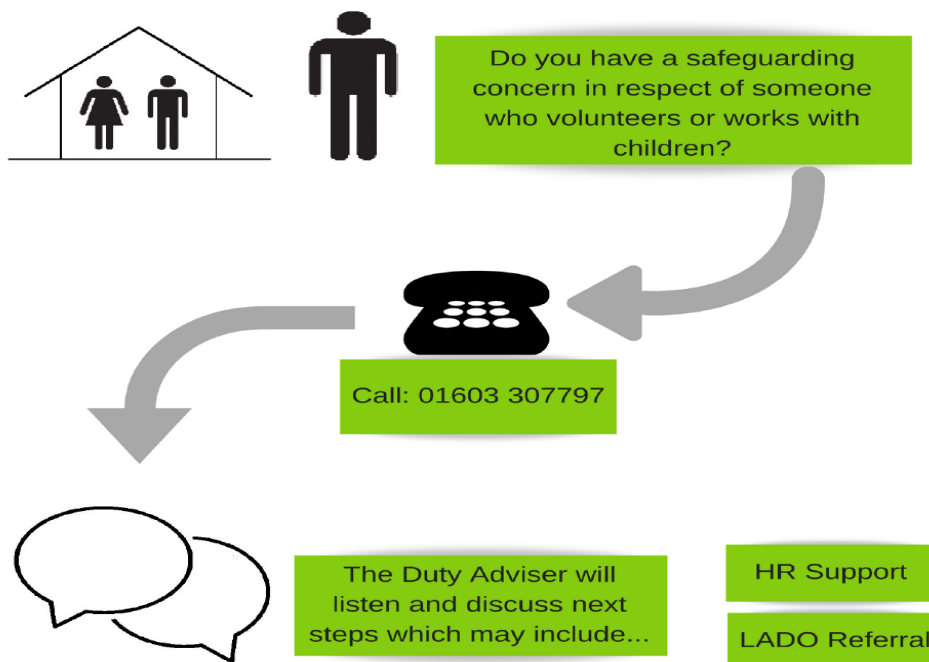 Do you have a safeguarding
concern in respect of someone
who volunteers or works with
children?
Call: 01603 307797
The Duty Adviser will
listen and discuss next
steps which may include...
HR Support
LADO Referral